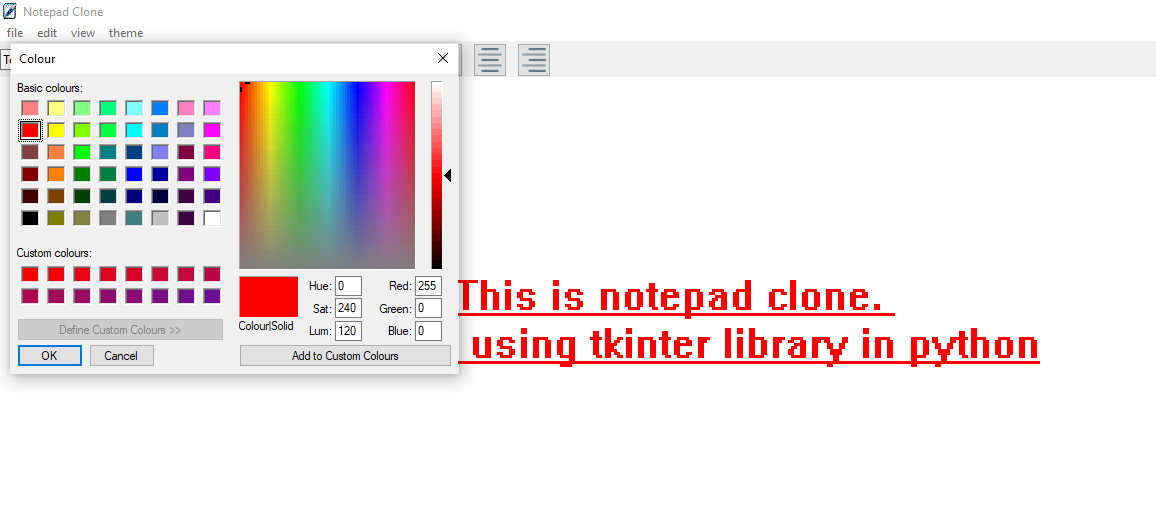 Notepad Clone
file edit view theme
Colour
Basic colours:
Custom colours:
Define Custom Colours >>
OK Cancel
Colour|Solid
Hue: 0 Red: 255
Sat: 240 Green: 0
Lum: 120 Blue: 0
Add to Custom Colours
This is notepad clone.
using tkinter library in python